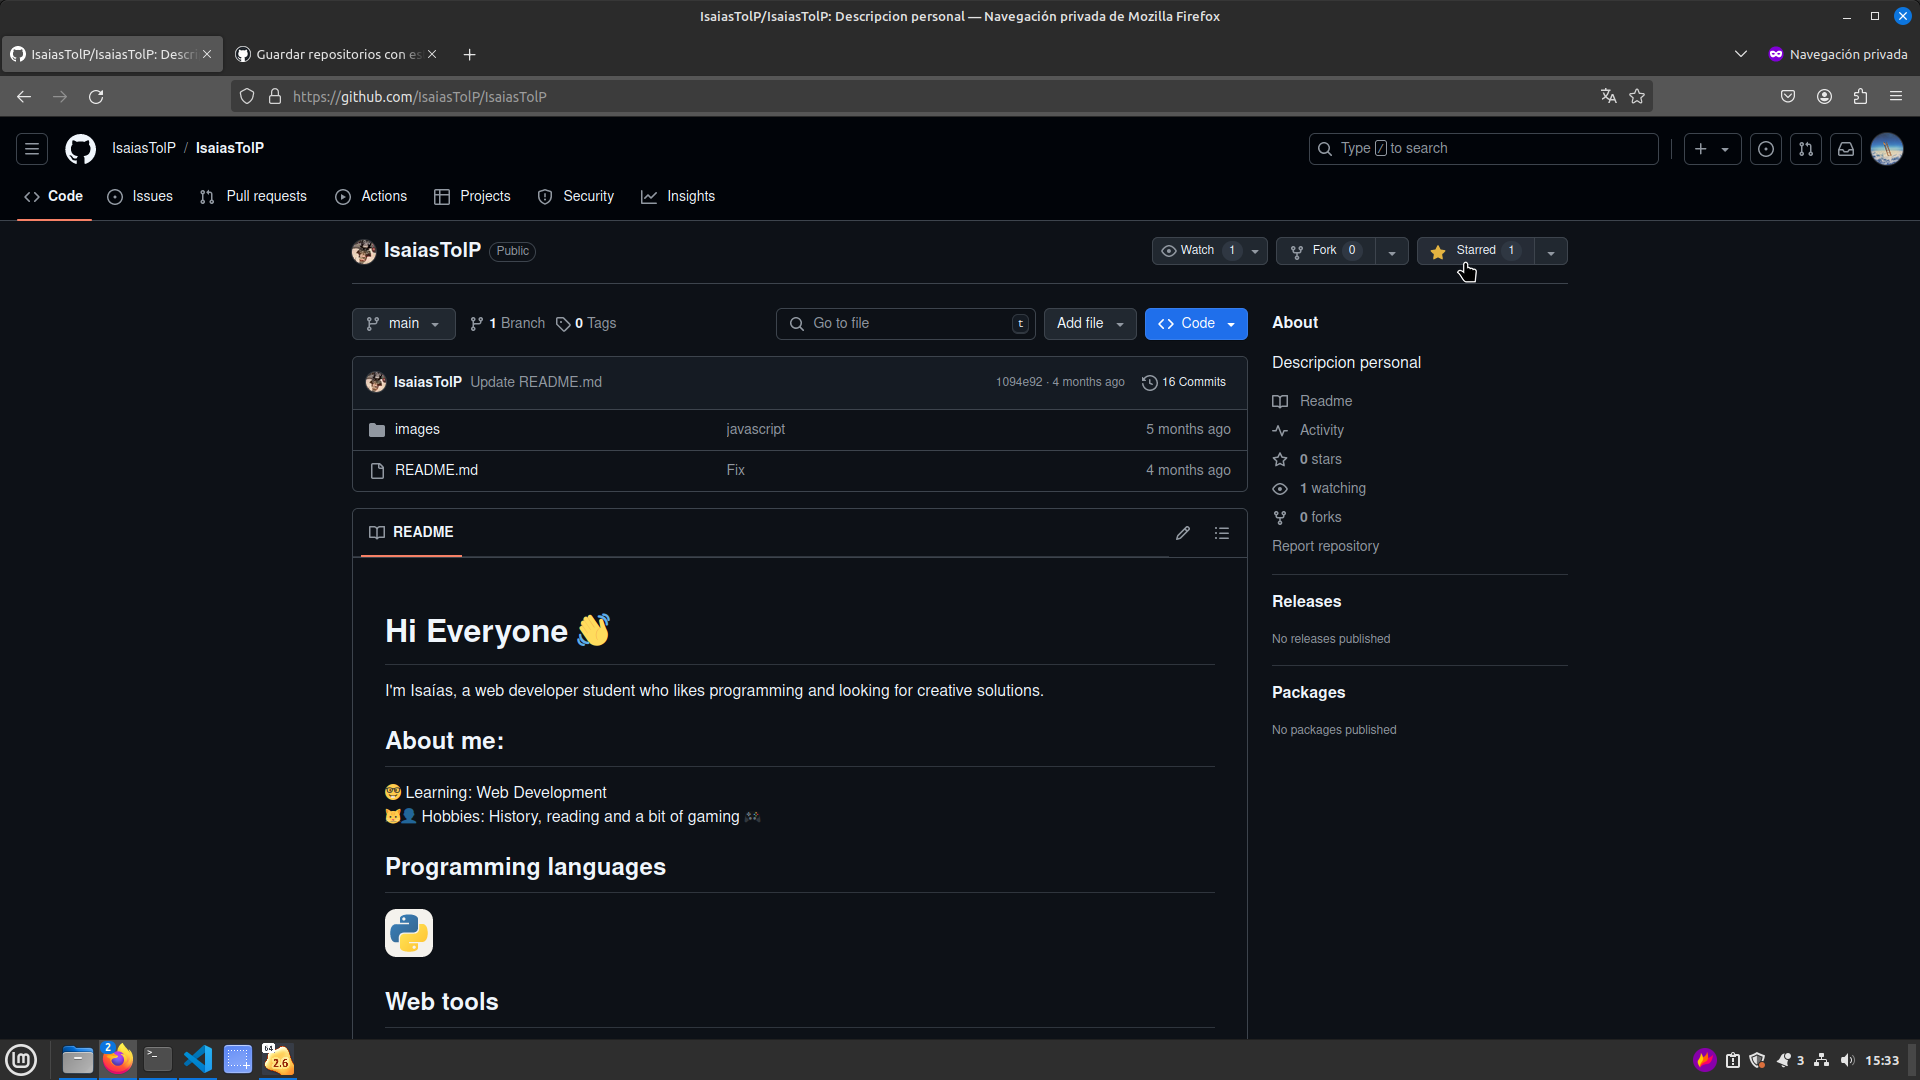 IsaiasTolP/IsaiasTolP: Descripcion personal — Navegación privada de Mozilla Firefox
IsaiasTolP/IsaiasTolP: Descri
Guardar repositorios con es
Navegación privada
https://github.com/IsaiasTolP/IsaiasTolP
IsaiasTolP / IsaiasTolP
Type / to search
Code
Issues
Pull requests
Actions
Projects
Security
Insights
IsaiasTolP Public
Watch 1
Fork 0
Starred 1
main
1 Branch
0 Tags
Go to file t
Add file
Code
IsaiasTolP Update README.md 1094e92 · 4 months ago 16 Commits
images javascript 5 months ago
README.md Fix 4 months ago
README
Hi Everyone 👋
I'm Isaías, a web developer student who likes programming and looking for creative solutions.
About me:
🤓 Learning: Web Development
🐱👤 Hobbies: History, reading and a bit of gaming 🎮
Programming languages
Web tools
About
Descripcion personal
Readme
Activity
0 stars
1 watching
0 forks
Report repository
Releases
No releases published
Packages
No packages published
2
64
2.6
3
15:33